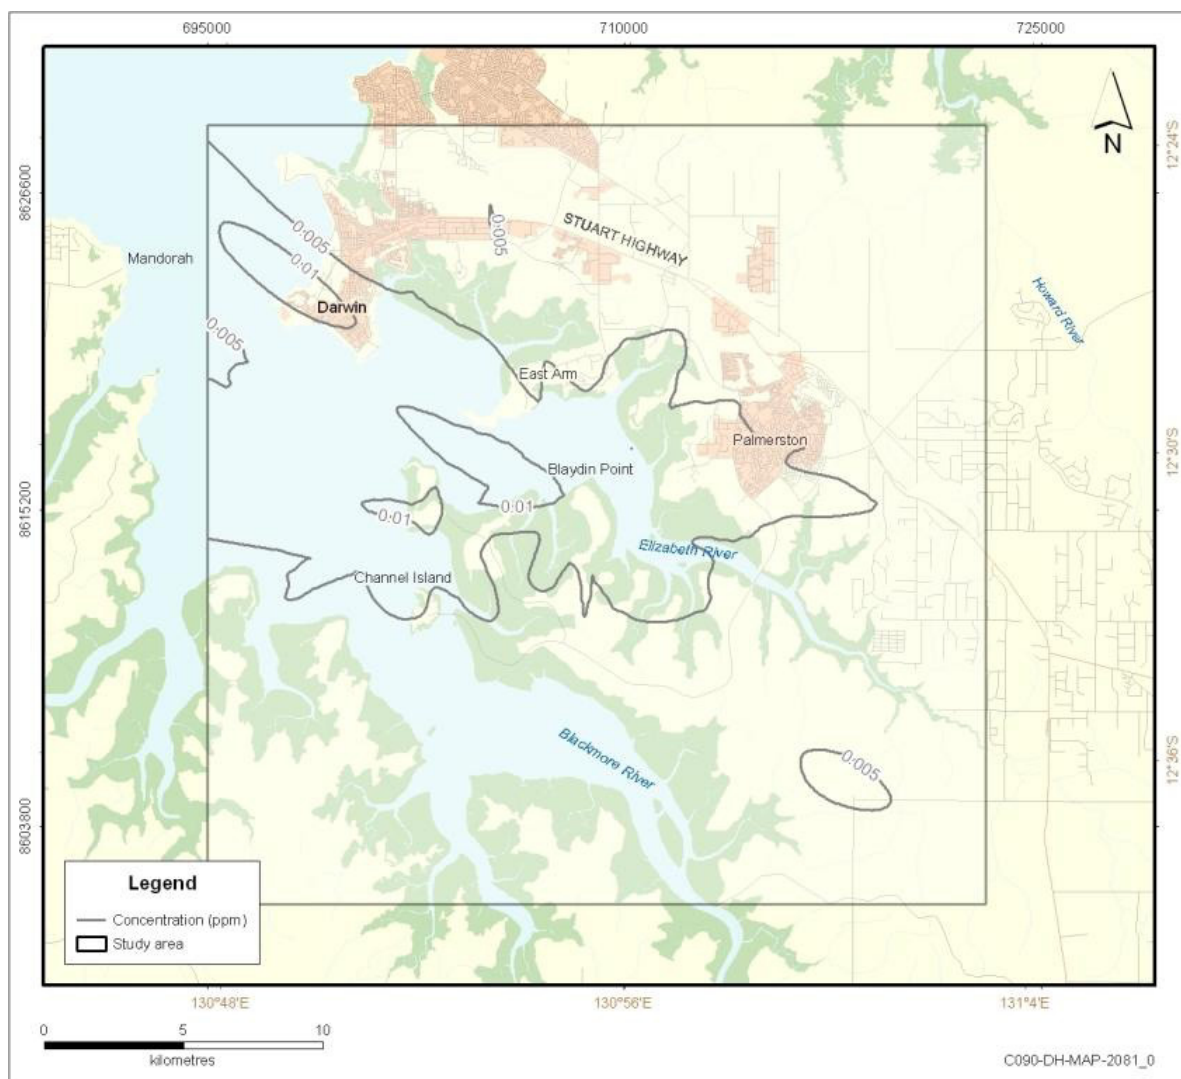 695000
710000
725000
12°24'S
N
8626600
0:005
STUART HIGHWAY
0:005
Mandorah
0:01
Howard River
Darwin
0:005
East Arm
Palmerston
12°30'S
Blaydin Point
8615200
0:01
0:01
Elizabeth River
Channel Island
Blackmore River
0:005
12°36'S
8603800
Legend
Concentration (ppm)
Study area
130°48'E
130°56'E
131°4'E
0
5
10
kilometres
C090-DH-MAP-2081_0